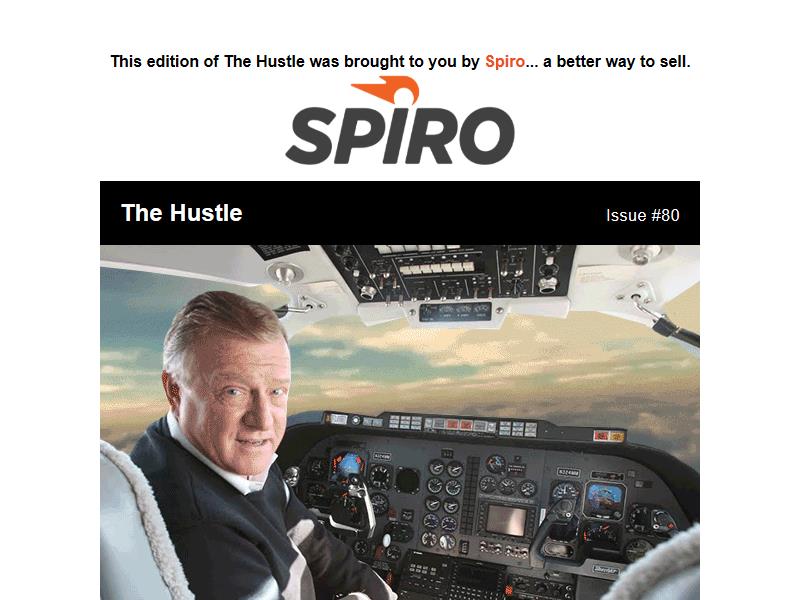 This edition of The Hustle was brought to you by Spiro... a better way to sell.
SPIRO
The Hustle
Issue #80